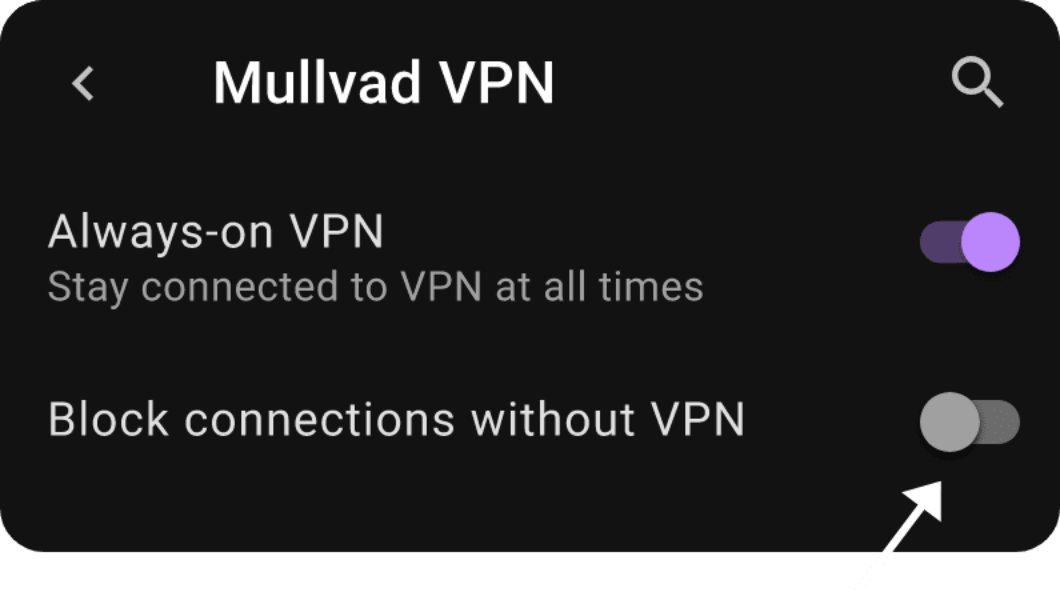 Mullvad VPN
Always-on VPN
Stay connected to VPN at all times
Block connections without VPN